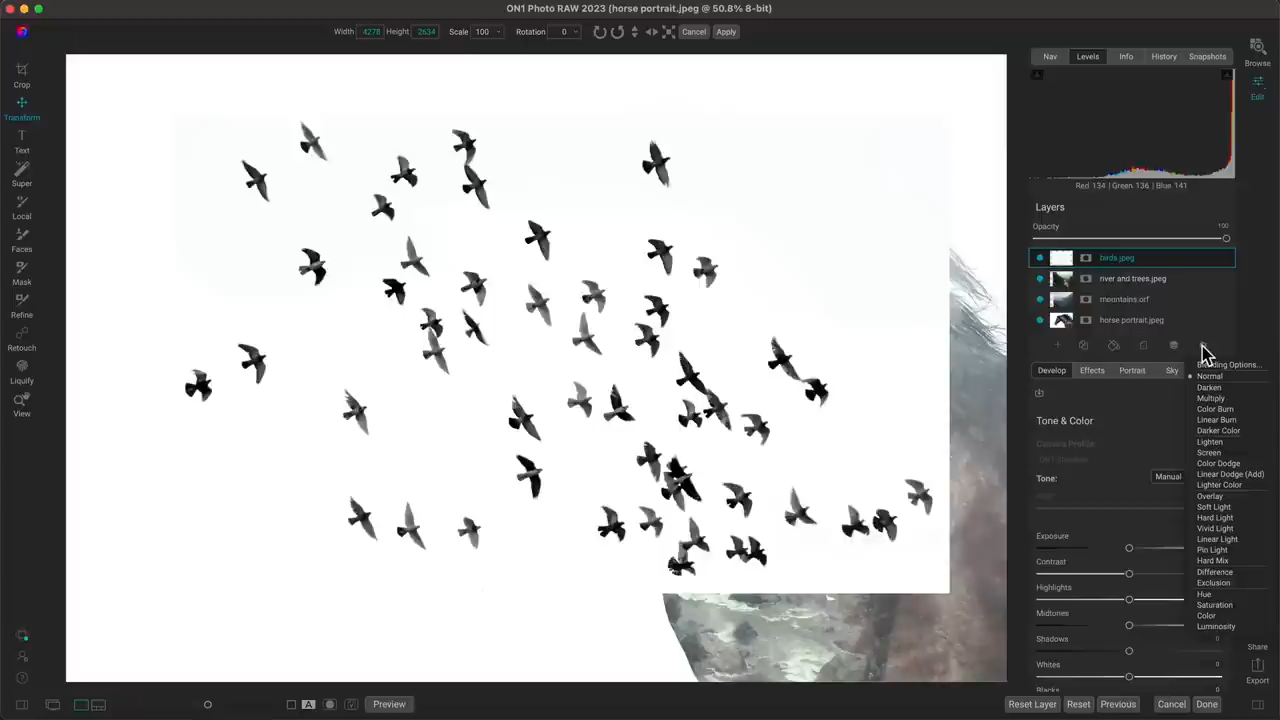 ON1 Photo RAW 2023 (horse portrait.jpeg @ 50.8% 8-bit)
Width 4278 Height 2634 Scale 100 Rotation 0 Cancel Apply
Crop
Transform
Text
Super
Local
Faces
Mask
Refine
Retouch
Liquify
View
Nav Levels Info History Snapshots
Browse
Edit
Red 134 | Green 136 | Blue 141
Layers
Opacity 100
birds.jpeg
river and trees.jpeg
mountains.orf
horse portrait.jpeg
Develop Effects Portrait Sky
Tone & Color
Camera Profile
Tone: Manual
Exposure
Contrast
Highlights
Midtones
Shadows 0
Whites 0
Blacks
Blending Options...
Normal
Darken
Multiply
Color Burn
Linear Burn
Darker Color
Lighten
Screen
Color Dodge
Linear Dodge (Add)
Lighter Color
Overlay
Soft Light
Hard Light
Vivid Light
Linear Light
Pin Light
Hard Mix
Difference
Exclusion
Hue
Saturation
Color
Luminosity
Share
Export
A Preview
Reset Layer Reset Previous Cancel Done